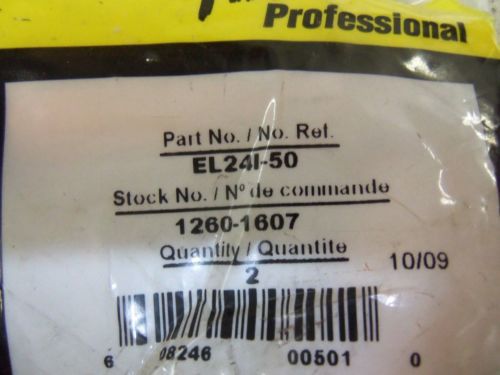 Professional
Part No. / No. Ref.
EL24I-50
Stock No. / Nº de commande
1260-1607
Quantity / Quantite
2
10/09
6 08246 00501 0